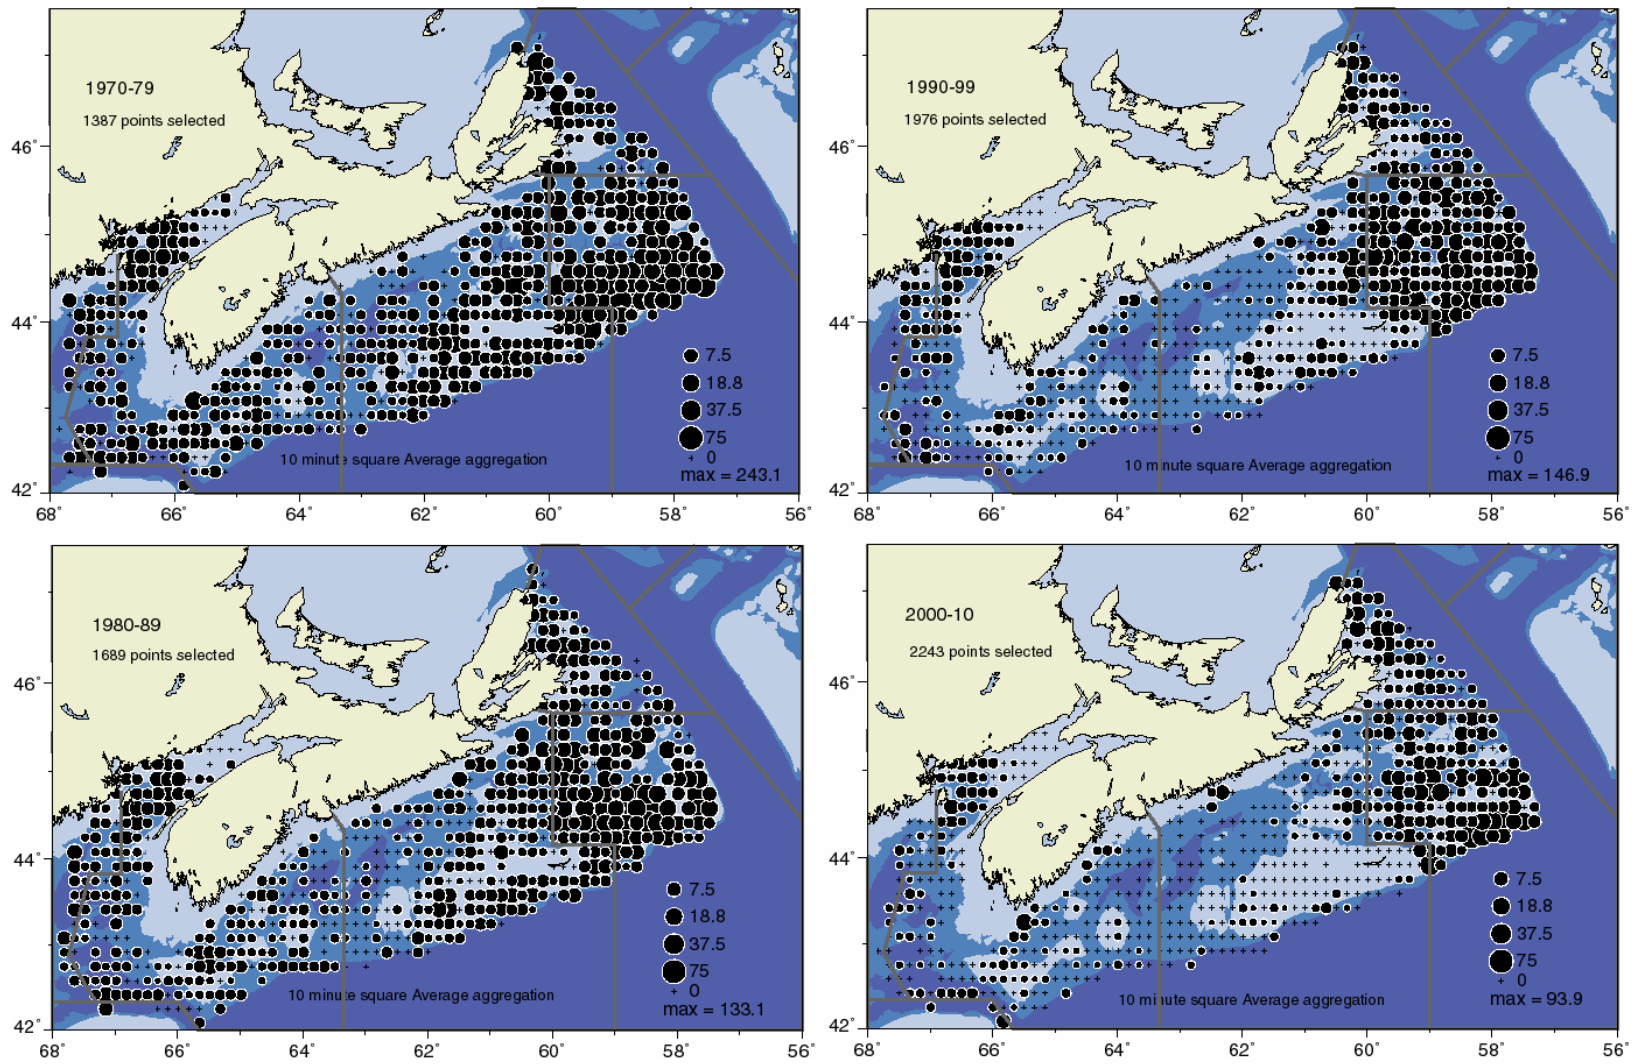 1970-79
1387 points selected
46°
44°
42°
7.5
18.8
37.5
75
0
10 minute square Average aggregation
max = 243.1
68 66 64 62 60 58 56
1990-99
1976 points selected
46°
44°
42°
7.5
18.8
37.5
75
0
10 minute square Average aggregation
max = 146.9
68° 66 64 62 60 58 56°
1980-89
1689 points selected
46°
44°
42°
7.5
18.8
37.5
75
0
10 minute square Average aggregation
max = 133.1
68 66 64 62 60 58 56°
2000-10
2243 points selected
46°
44°
42°
7.5
18.8
37.5
75
0
10 minute square Average aggregation
max = 93.9
68 66 64 62 60 58 56°